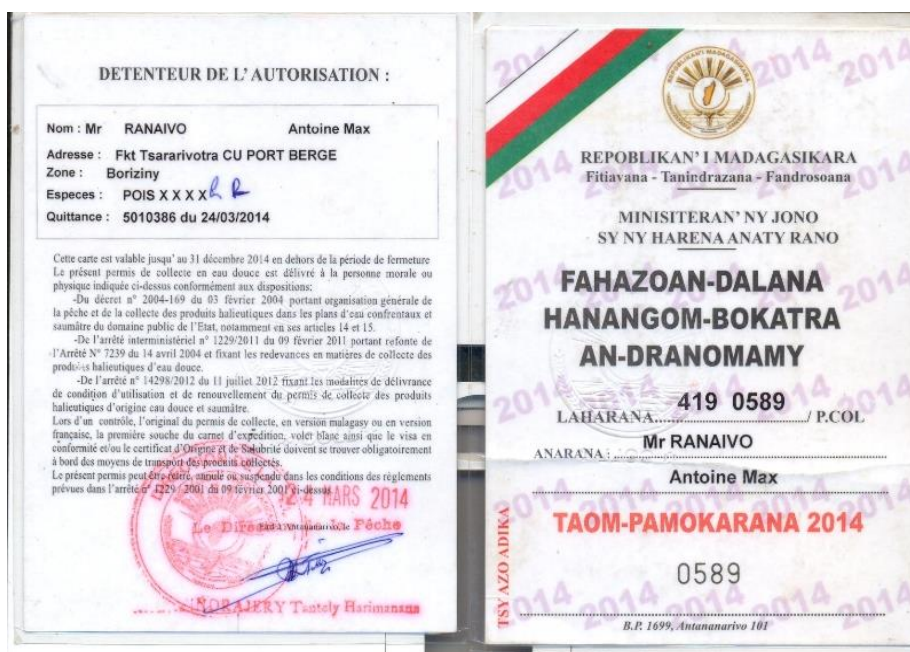 DETENTEUR DE L'AUTORISATION :
Nom : Mr RANAIVO Antoine Max
Adresse : Fkt Tsararivotra CU PORT BERGE
Zone : Boriziny
Especes : POIS X X X X
Quittance : 5010386 du 24/03/2014
Cette carte est valable jusqu' au 31 décembre 2014 en dehors de la période de fermeture
Le présent permis de collecte en eau douce est délivré à la personne morale ou
physique indiquée ci-dessus conformément aux dispositions:
-Du décret n° 2004-169 du 03 février 2004 portant organisation générale de
la pêche et de la collecte des produits halieutiques dans les plans d'eau confrentaux et
saumâtre du domaine public de l'Etat, notamment en ses articles 14 et 15.
-De l'arrêté interministériel n° 1229/2011 du 09 février 2011 portant refonte de
l'Arrêté N° 7239 du 14 avril 2004 et fixant les redevances en matières de collecte des
produits halieutiques d'eau douce.
-De l'arrêté n° 14298/2012 du 11 juillet 2012 fixant les modalités de délivrance
de condition d'utilisation et de renouvellement du permis de collecte des produits
halieutiques d'origine eau douce et saumâtre.
Lors d'un contrôle, l'original du permis de collecte, en version malagasy ou en version
française, la première souche du carnet d'expédition, volet blanc ainsi que le visa en
conformité et/ou le certificat d'Origine et de Salubrité doivent se trouver obligatoirement
à bord des moyens de transport des produits collectés.
Le présent permis peut être retiré, annulé ou suspendu dans les conditions des règlements
prévues dans l'arrêté n° 1229 / 2001 du 09 février 2001 ci-dessus
24 MARS 2014
Fait à Antananarivo, le
Le Pêche
Tantely Harimanana
REPOBLIKAN' I MADAGASIKARA
Fitiavana - Tanindrazana - Fandrosoana
MINISITERAN' NY JONO
SY NY HARENA ANATY RANO
FAHAZOAN-DALANA
HANANGOM-BOKATRA
AN-DRANOMAMY
LAHARANA 419 0589 / P.COL
ANARANA : Mr RANAIVO
Antoine Max
TAOM-PAMOKARANA 2014
0589
TSY AZO ADIKA
B.P. 1699, Antananarivo 101